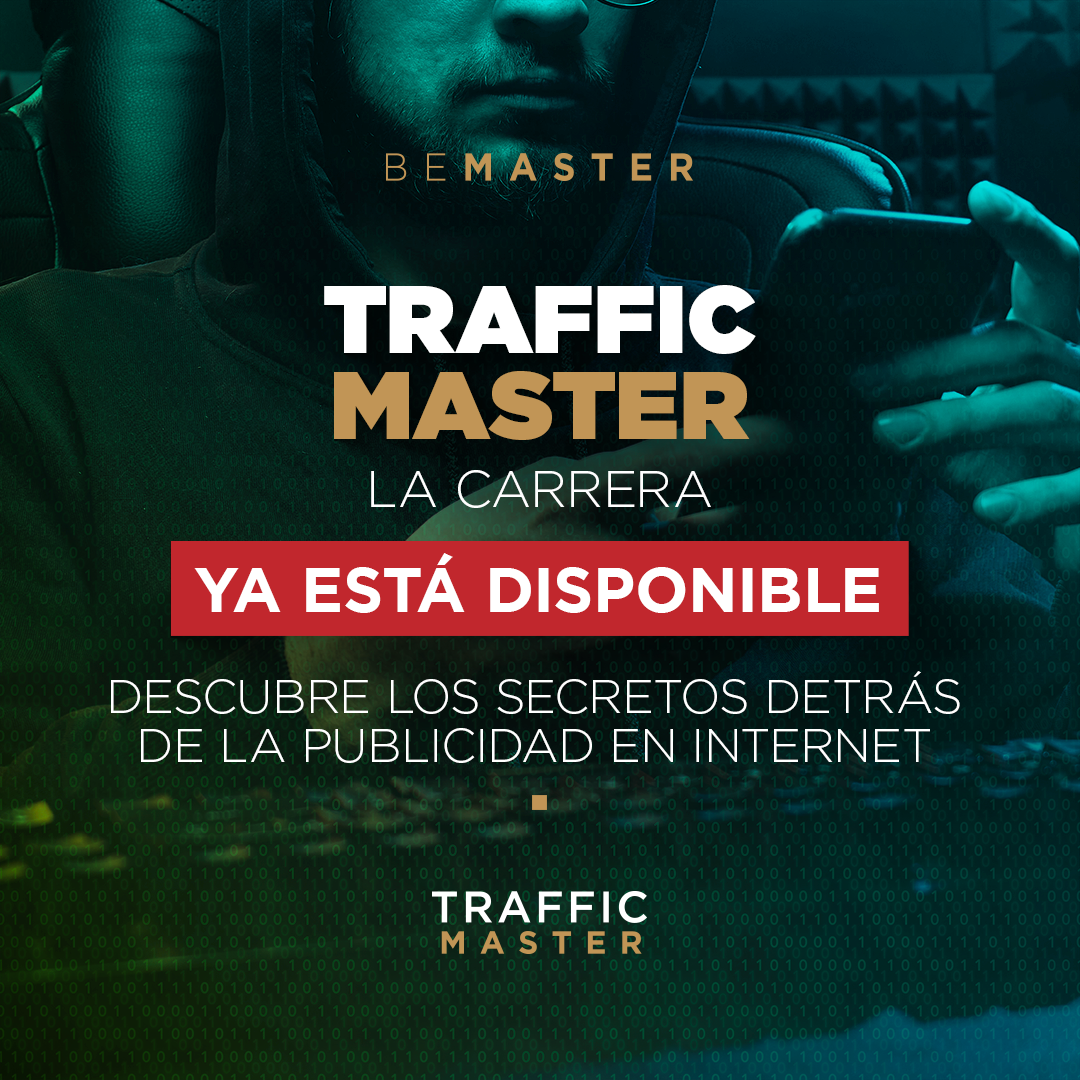 BEMASTER
TRAFFIC
MASTER
LA CARRERA
YA ESTÁ DISPONIBLE
DESCUBRE LOS SECRETOS DETRÁS
DE LA PUBLICIDAD EN INTERNET
TRAFFIC
MASTER